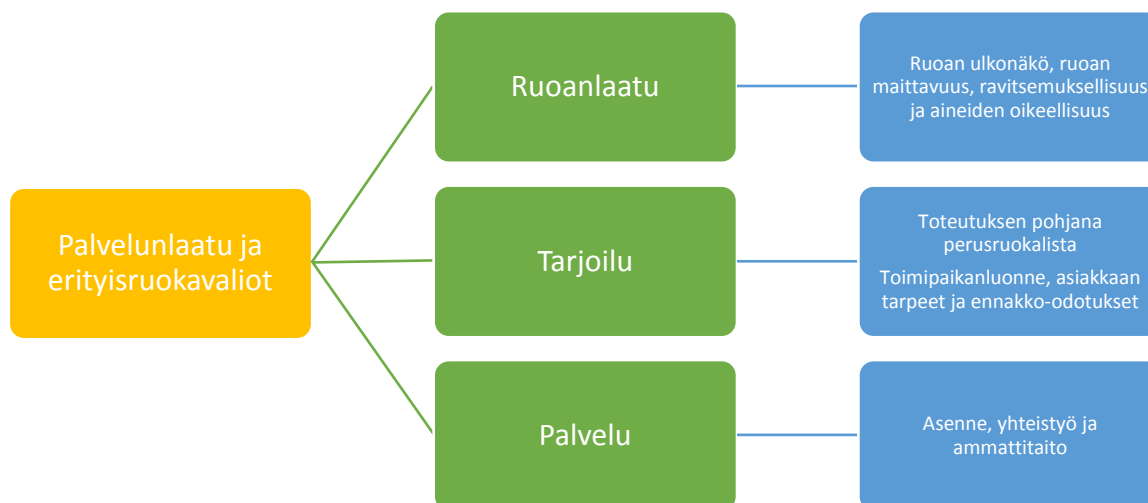 Palvelunlaatu ja
erityisruokavaliot
Ruoanlaatu
Ruoan ulkonäkö, ruoan
maittavuus, ravitsemuksellisuus
ja aineiden oikeellisuus
Tarjoilu
Toteutuksen pohjana
perusruokalista
Toimipaikanluonne, asiakkaan
tarpeet ja ennakko-odotukset
Palvelu
Asenne, yhteistyö ja
ammattitaito